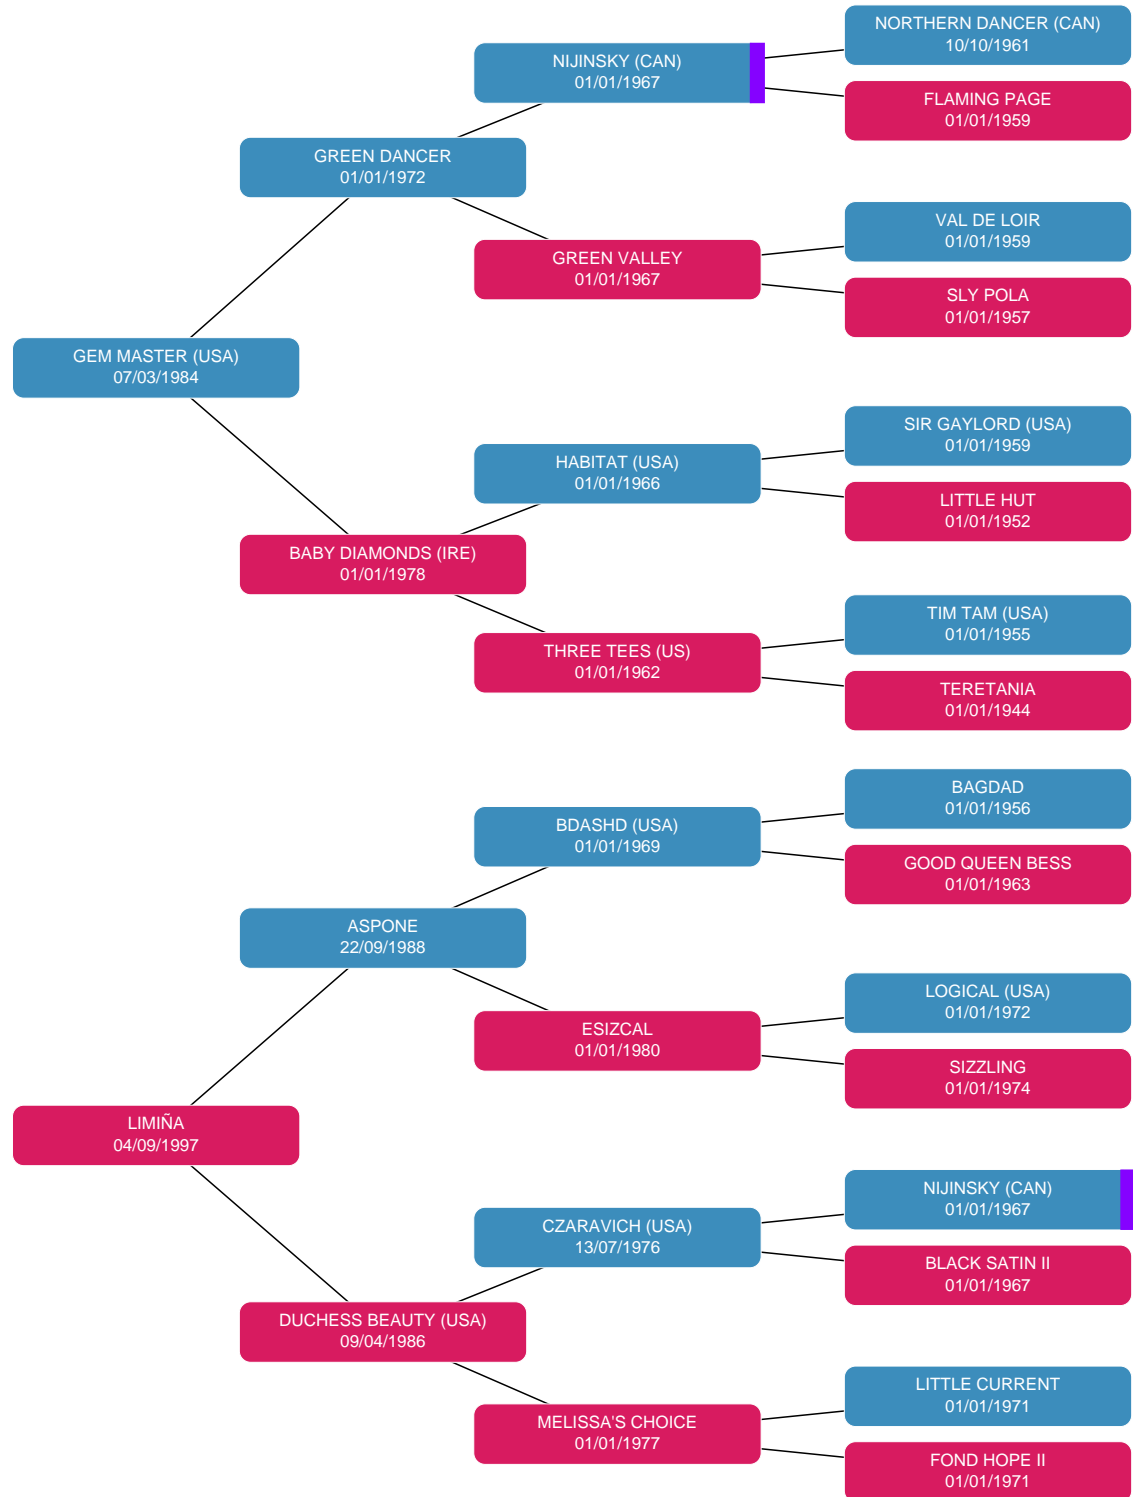 NORTHERN DANCER (CAN)
10/10/1961
NIJINSKY (CAN)
01/01/1967
FLAMING PAGE
01/01/1959
GREEN DANCER
01/01/1972
VAL DE LOIR
01/01/1959
GREEN VALLEY
01/01/1967
SLY POLA
01/01/1957
GEM MASTER (USA)
07/03/1984
SIR GAYLORD (USA)
01/01/1959
HABITAT (USA)
01/01/1966
LITTLE HUT
01/01/1952
BABY DIAMONDS (IRE)
01/01/1978
TIM TAM (USA)
01/01/1955
THREE TEES (US)
01/01/1962
TERETANIA
01/01/1944
BAGDAD
01/01/1956
BDASHD (USA)
01/01/1969
GOOD QUEEN BESS
01/01/1963
ASPONE
22/09/1988
LOGICAL (USA)
01/01/1972
ESIZCAL
01/01/1980
SIZZLING
01/01/1974
LIMIÑA
04/09/1997
NIJINSKY (CAN)
01/01/1967
CZARAVICH (USA)
13/07/1976
BLACK SATIN II
01/01/1967
DUCHESS BEAUTY (USA)
09/04/1986
LITTLE CURRENT
01/01/1971
MELISSA'S CHOICE
01/01/1977
FOND HOPE II
01/01/1971